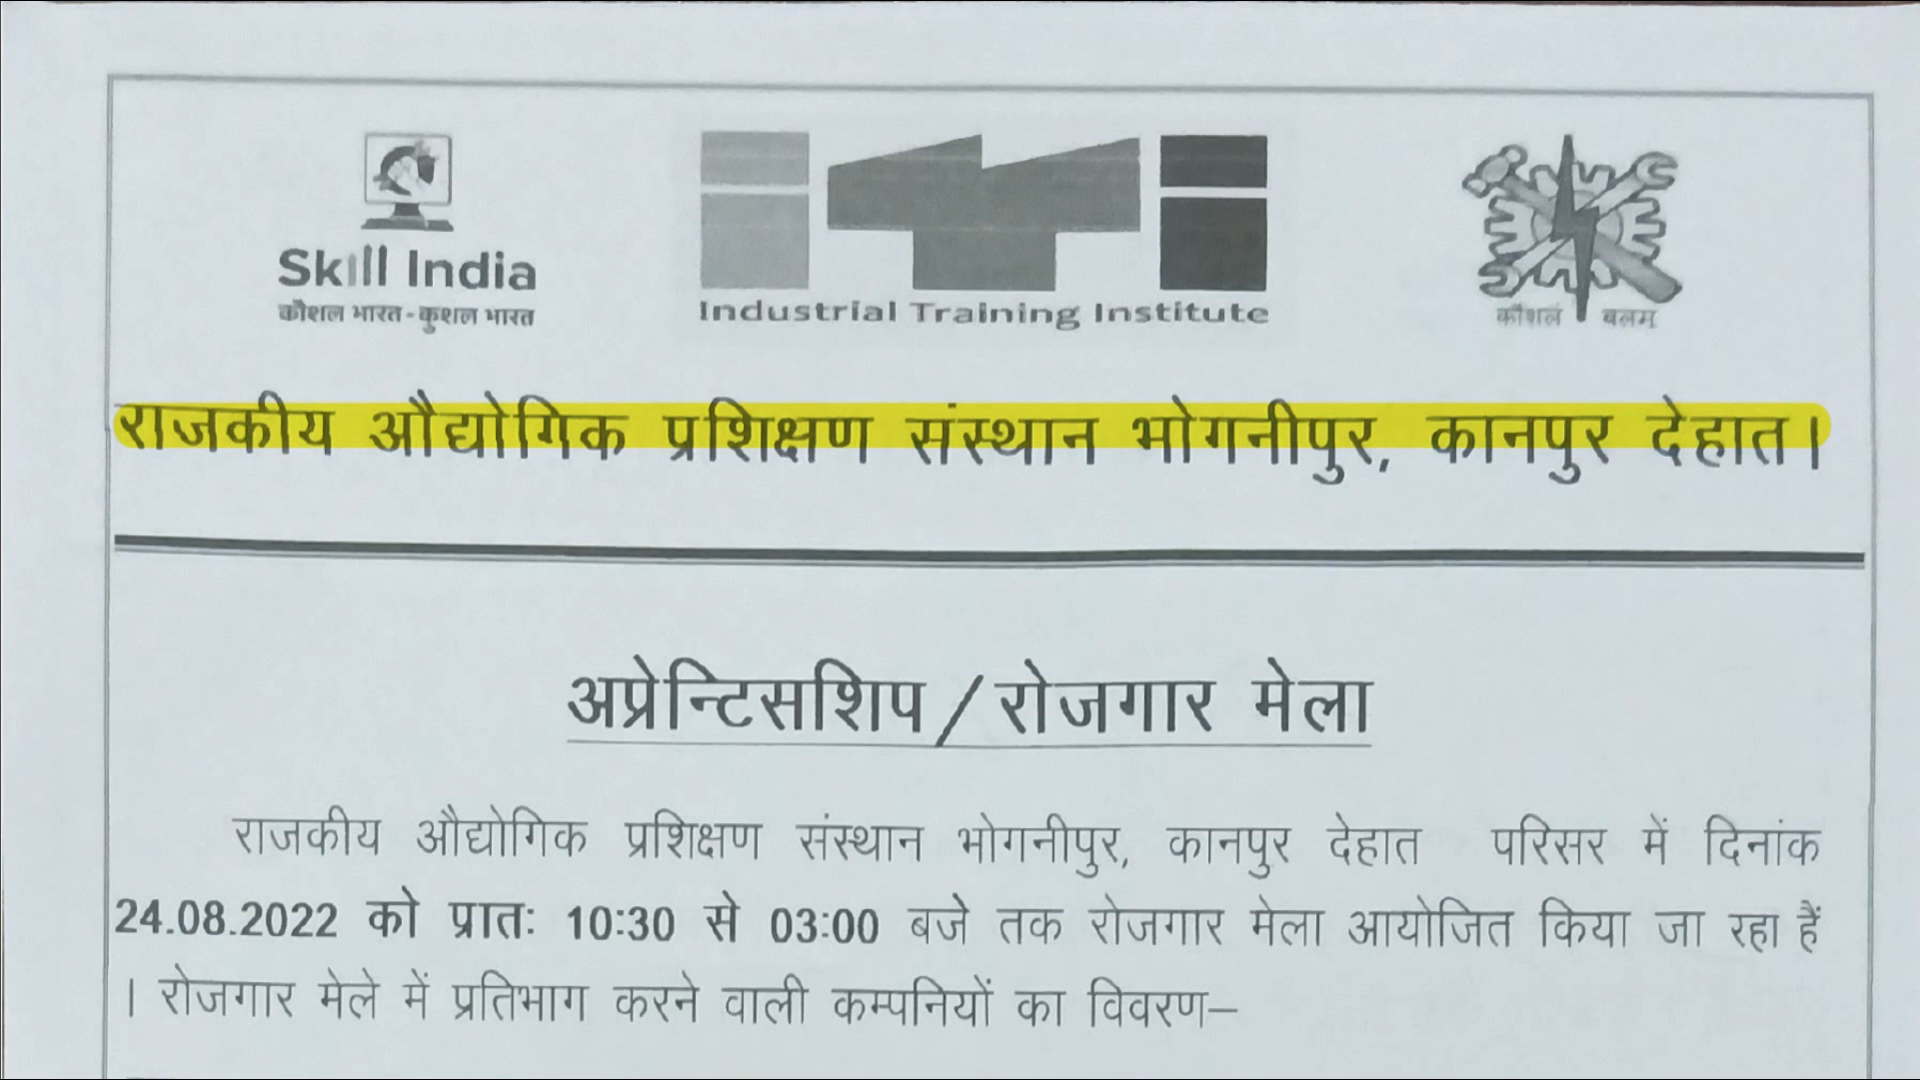 Skill India
कौशल भारत - कुशल भारत
iTi
Industrial Training Institute
कौशलं बलम्
राजकीय औद्योगिक प्रशिक्षण संस्थान भोगनीपुर, कानपुर देहात।
अप्रेन्टिसशिप/रोजगार मेला
राजकीय औद्योगिक प्रशिक्षण संस्थान भोगनीपुर, कानपुर देहात परिसर में दिनांक
24.08.2022 को प्रातः 10:30 से 03:00 बजे तक रोजगार मेला आयोजित किया जा रहा हैं
। रोजगार मेले में प्रतिभाग करने वाली कम्पनियों का विवरण–